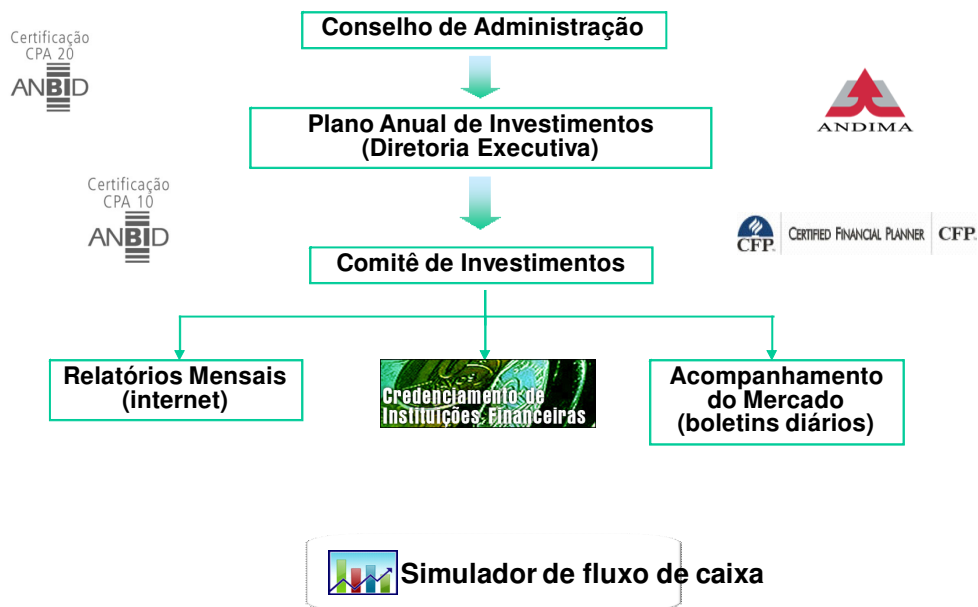 Conselho de Administração
Certificação
CPA 20
ANBID
Plano Anual de Investimentos
(Diretoria Executiva)
ANDIMA
Certificação
CPA 10
ANBID
CFP
CERTIFIED FINANCIAL PLANNER
CFP
Comitê de Investimentos
Relatórios Mensais
(internet)
Credenciamento de
Instituições Financeiras
Acompanhamento
do Mercado
(boletins diários)
Simulador de fluxo de caixa